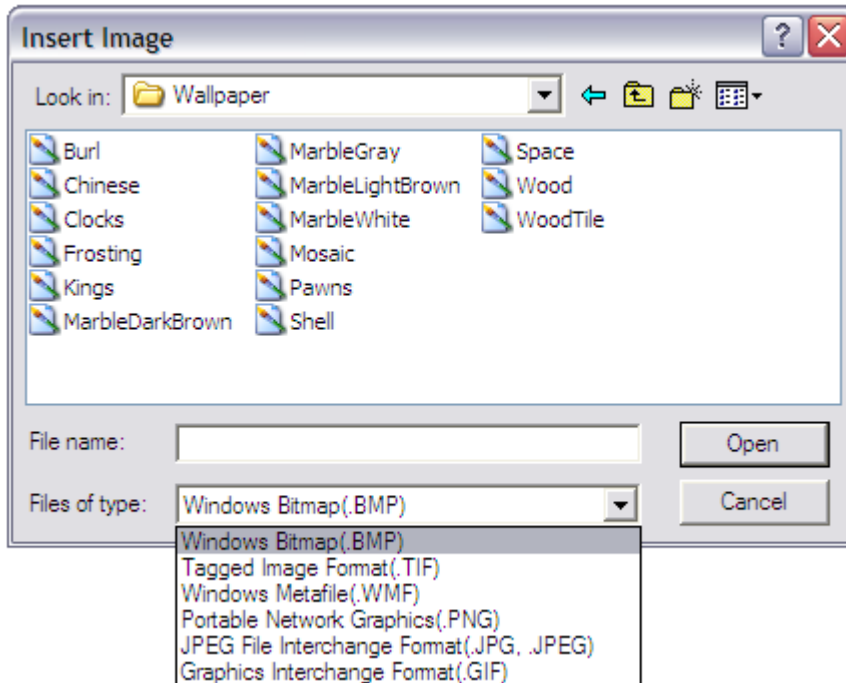 Insert Image
Look in: Wallpaper
Burl MarbleGray Space
Chinese MarbleLightBrown Wood
Clocks MarbleWhite WoodTile
Frosting Mosaic
Kings Pawns
MarbleDarkBrown Shell
File name: Open
Files of type: Windows Bitmap(.BMP) Cancel
Windows Bitmap(.BMP)
Tagged Image Format(.TIF)
Windows Metafile(.WMF)
Portable Network Graphics(.PNG)
JPEG File Interchange Format(.JPG, .JPEG)
Graphics Interchange Format(.GIF)